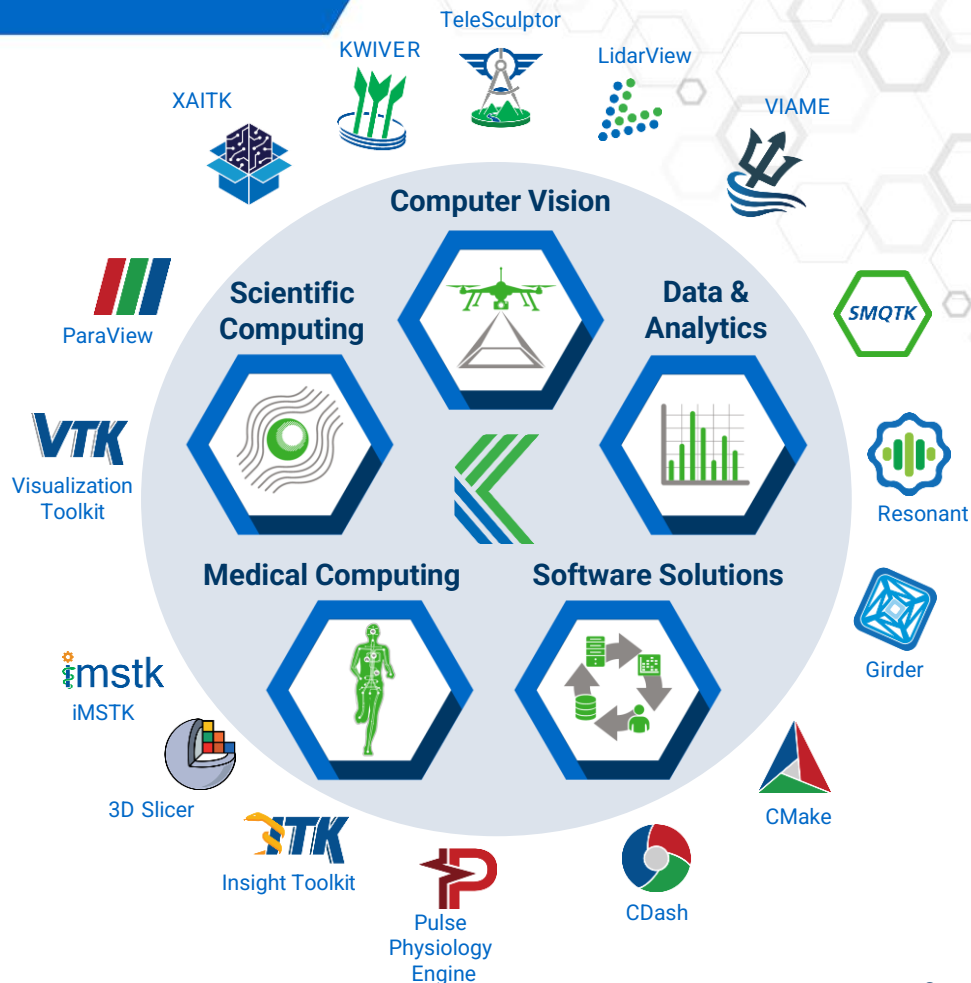 TeleSculptor
KWIVER
LidarView
XAITK
VIAME
Computer Vision
Scientific
Computing
Data &
Analytics
ParaView
SMQTK
VTK
Visualization
Toolkit
Resonant
Medical Computing
Software Solutions
Girder
imstk
iMSTK
3D Slicer
CMake
ITK
Insight Toolkit
CDash
P
Pulse
Physiology
Engine